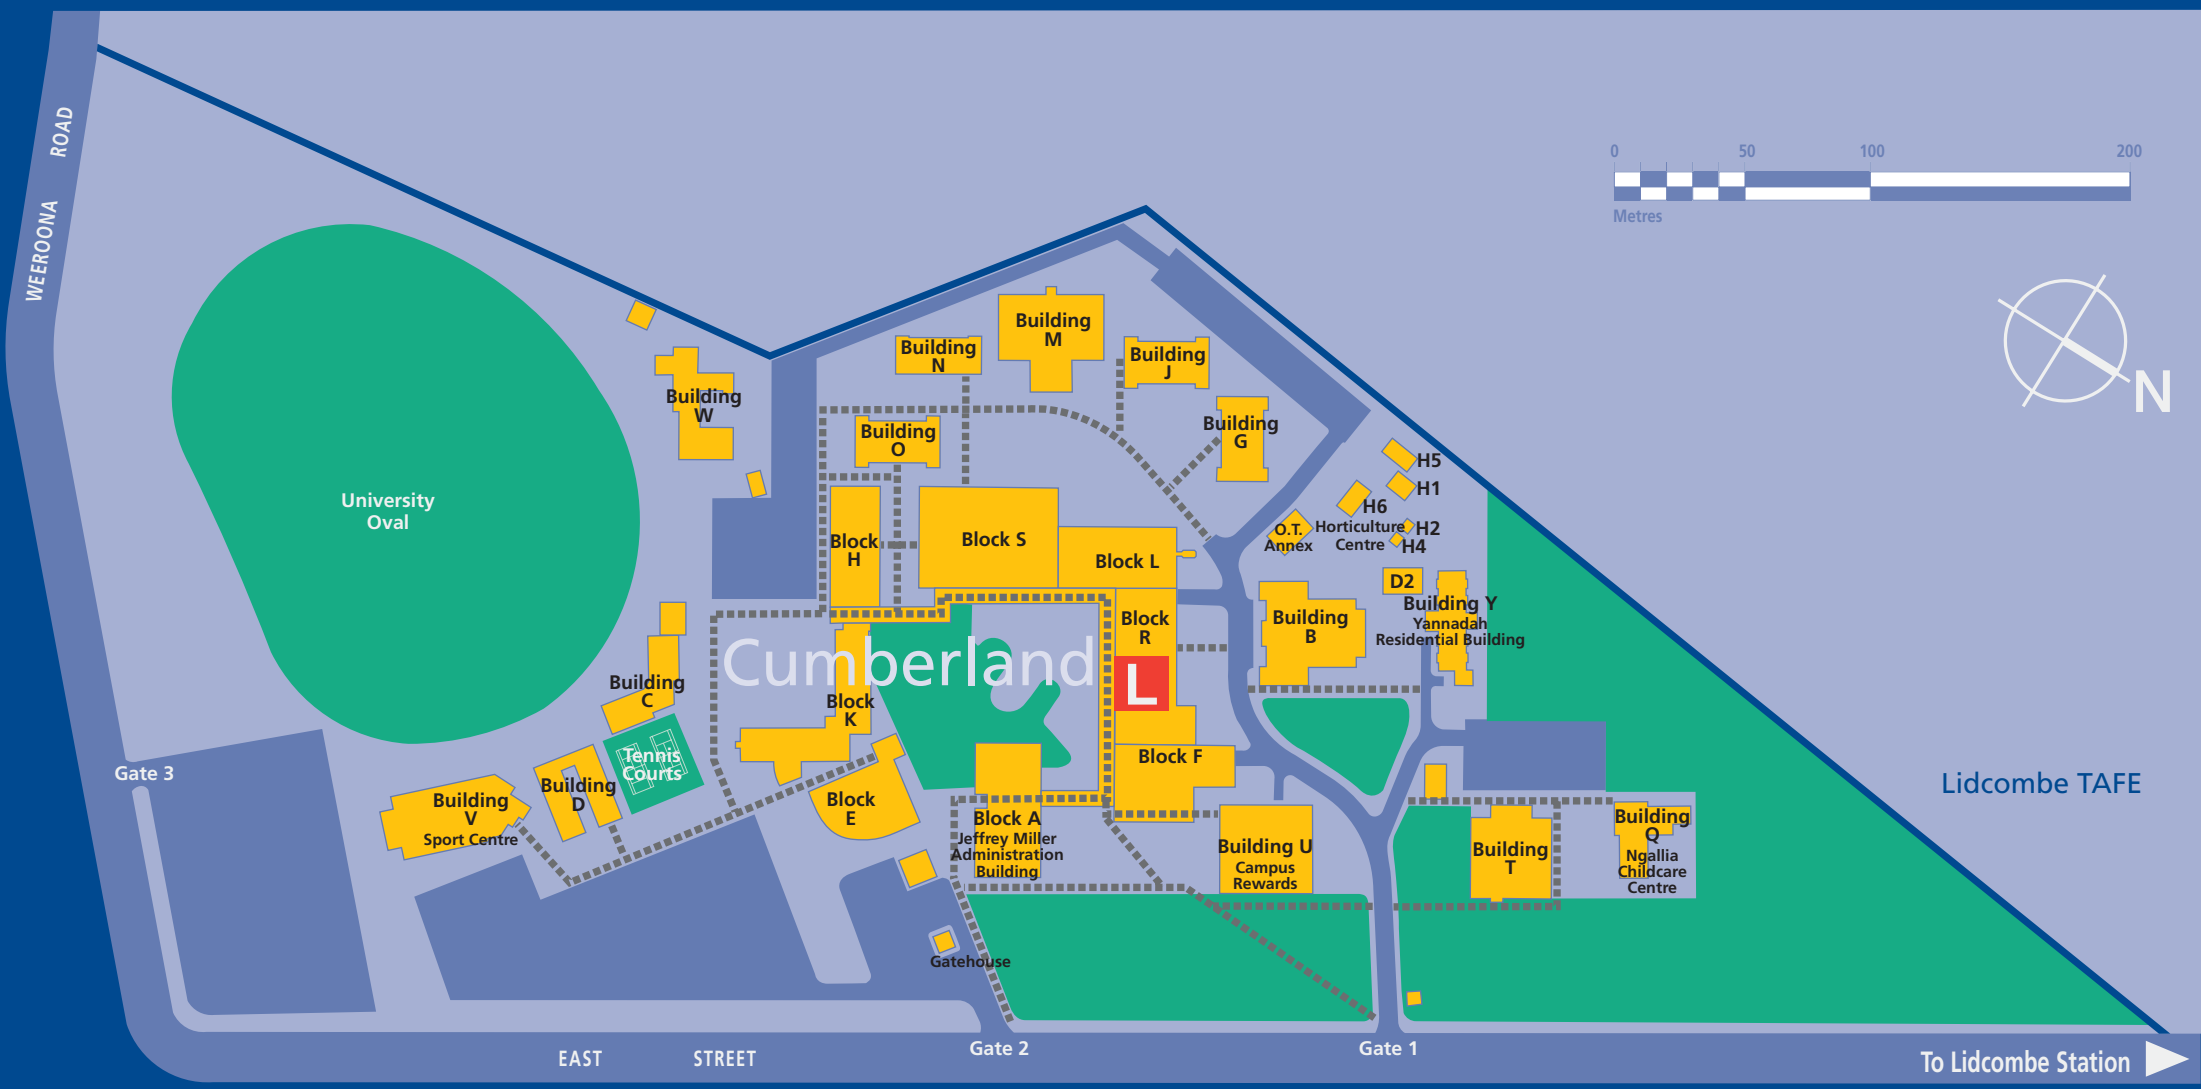 WEEROONA ROAD
0 50 100 200
Metres
N
University
Oval
Building
W
Building
N
Building
M
Building
J
Building
O
Building
G
H5
H1
H6
H2
H4
Horticulture
Centre
O.T.
Annex
Block
H
Block S
Block L
D2
Building Y
Yannadah
Residential Building
Block
R
Building
B
Cumberland
L
Building
C
Block
K
Tennis
Courts
Block F
Gate 3
Building
V
Sport Centre
Building
D
Block
E
Block A
Jeffrey Miller
Administration
Building
Building U
Campus
Rewards
Building
T
Building
Q
Ngallia
Childcare
Centre
Lidcombe TAFE
Gatehouse
Gate 2
Gate 1
EAST STREET
To Lidcombe Station